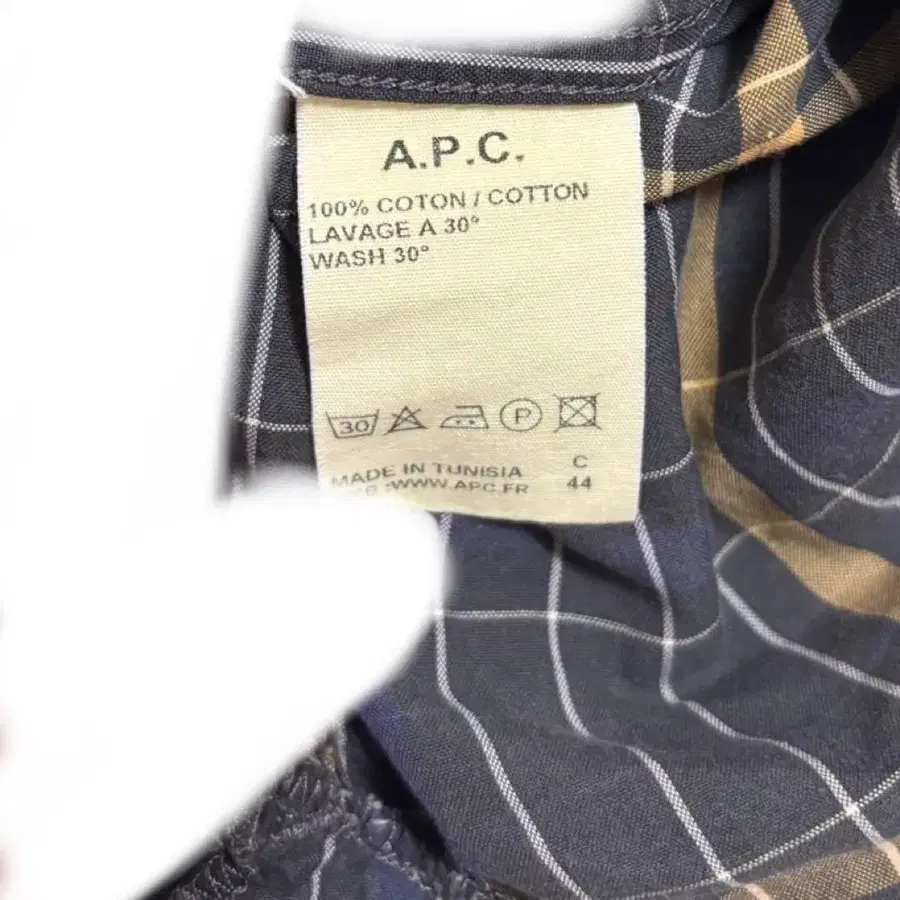 A.P.C.
100% COTON / COTTON
LAVAGE A 30°
WASH 30°
30 P
MADE IN TUNISIA C
WWW.APC.FR 44